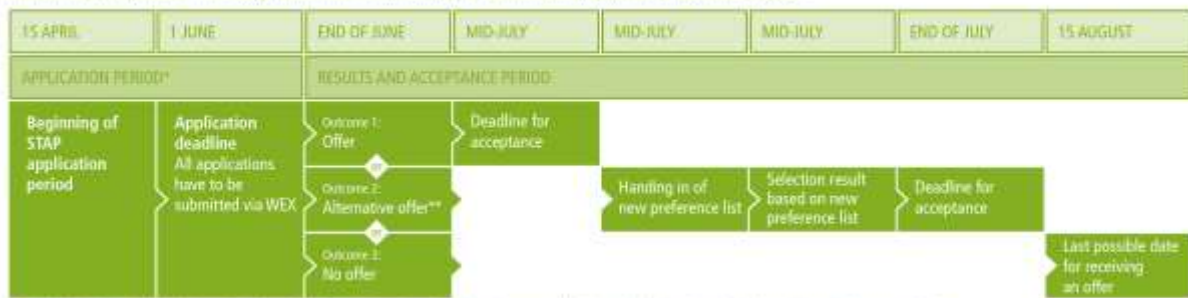 15 APRIL
1 JUNE
END OF JUNE
MID-JULY
MID-JULY
MID-JULY
END OF JULY
15 AUGUST
APPLICATION PERIOD*
RESULTS AND ACCEPTANCE PERIOD
Beginning of
STAP
application
period
Application
deadline
All applications
have to be
submitted via WEX
Outcome 1:
Offer
or
Outcome 2:
Alternative offer**
or
Outcome 3:
No offer
Deadline for
acceptance
Handing in of
new preference list
Selection result
based on new
preference list
Deadline for
acceptance
Last possible date
for receiving
an offer